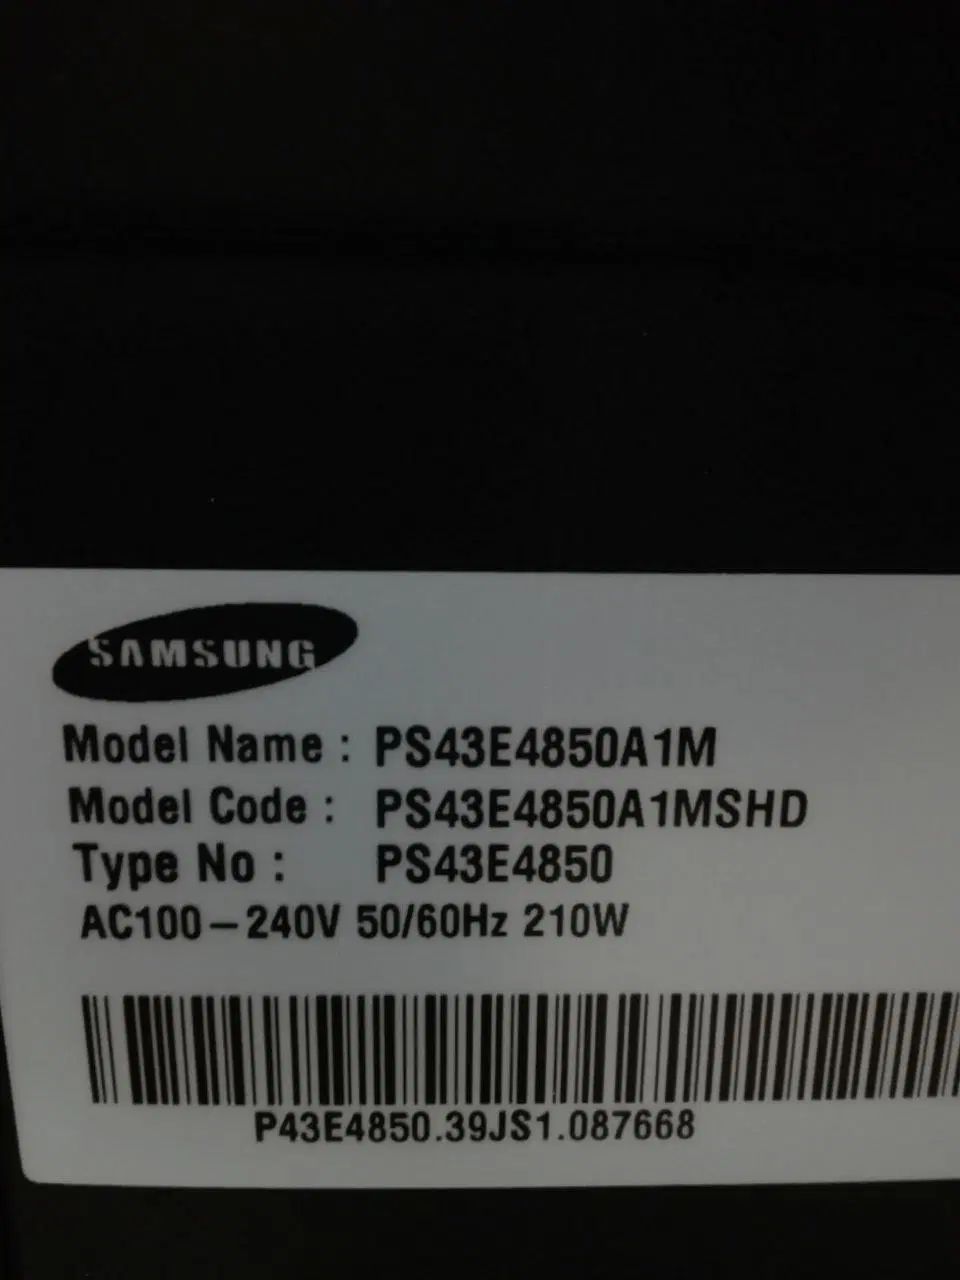 SAMSUNG
Model Name : PS43E4850A1M
Model Code : PS43E4850A1MSHD
Type No : PS43E4850
AC100-240V 50/60Hz 210W
P43E4850.39JS1.087668